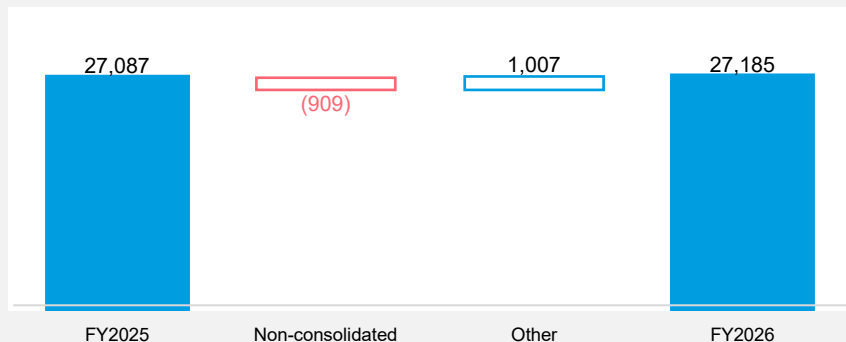 27,087
(909)
1,007
27,185
FY2025
Non-consolidated
Other
FY2026